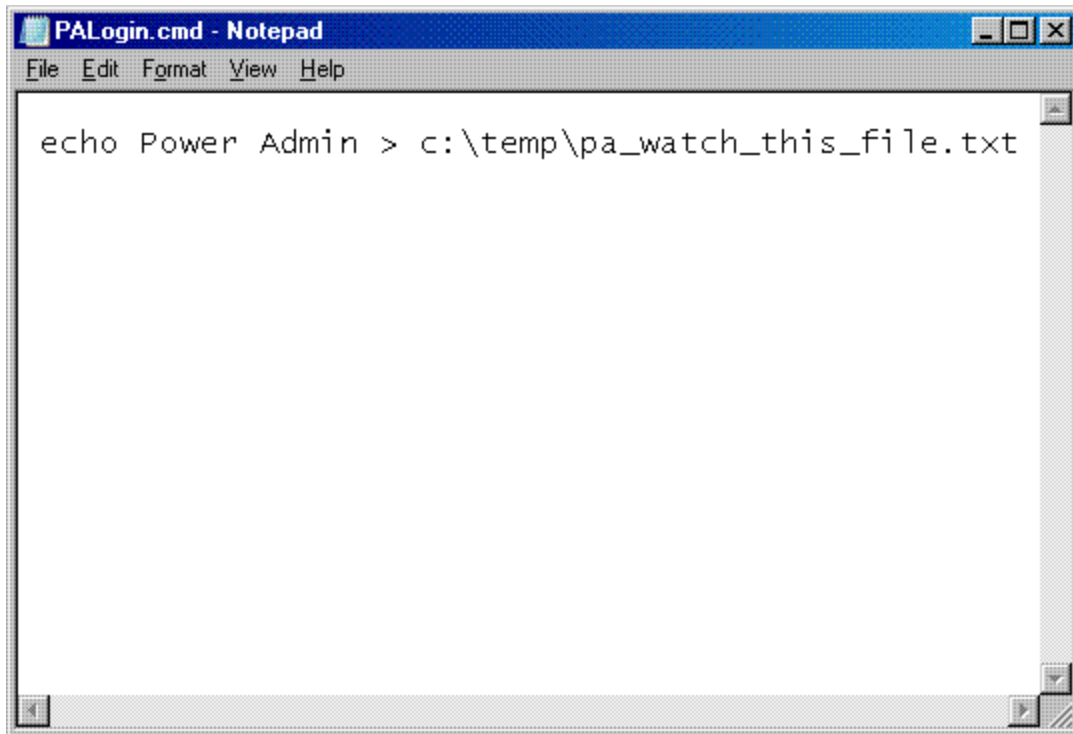 PALogin.cmd - Notepad
File Edit Format View Help
echo Power Admin > c:\temp\pa_watch_this_file.txt